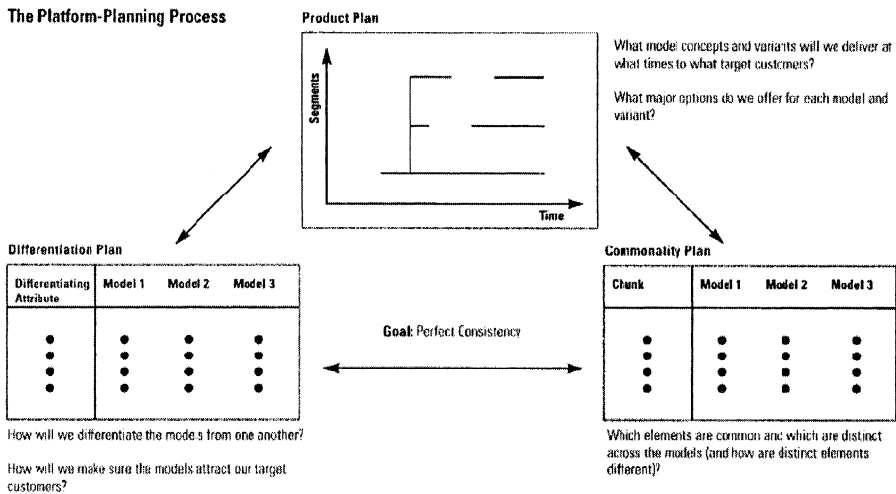 The Platform-Planning Process
Product Plan
Segments
Time
What model concepts and variants will we deliver at
what times to what target customers?
What major options do we offer for each model and
variant?
Differentiation Plan
Differentiating
Attribute
Model 1
Model 2
Model 3
How will we differentiate the models from one another?
How will we make sure the models attract our target
customers?
Goal: Perfect Consistency
Commonality Plan
Chunk
Model 1
Model 2
Model 3
Which elements are common and which are distinct
across the models (and how are distinct elements
different)?